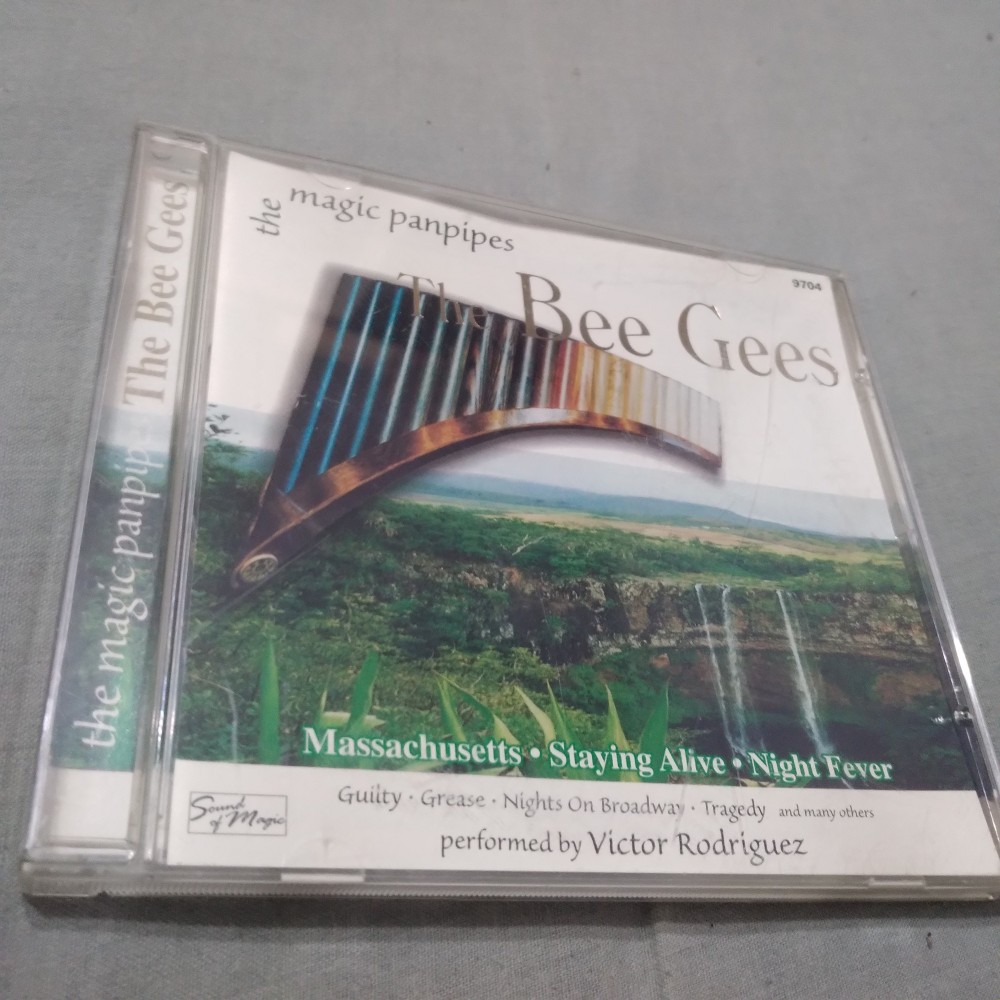 the magic panpipes
9704
The Bee Gees
Massachusetts • Staying Alive • Night Fever
Guilty · Grease · Nights On Broadway · Tragedy and many others
performed by Victor Rodriguez
Sound
of Magic
the magic panpip The Bee Gees